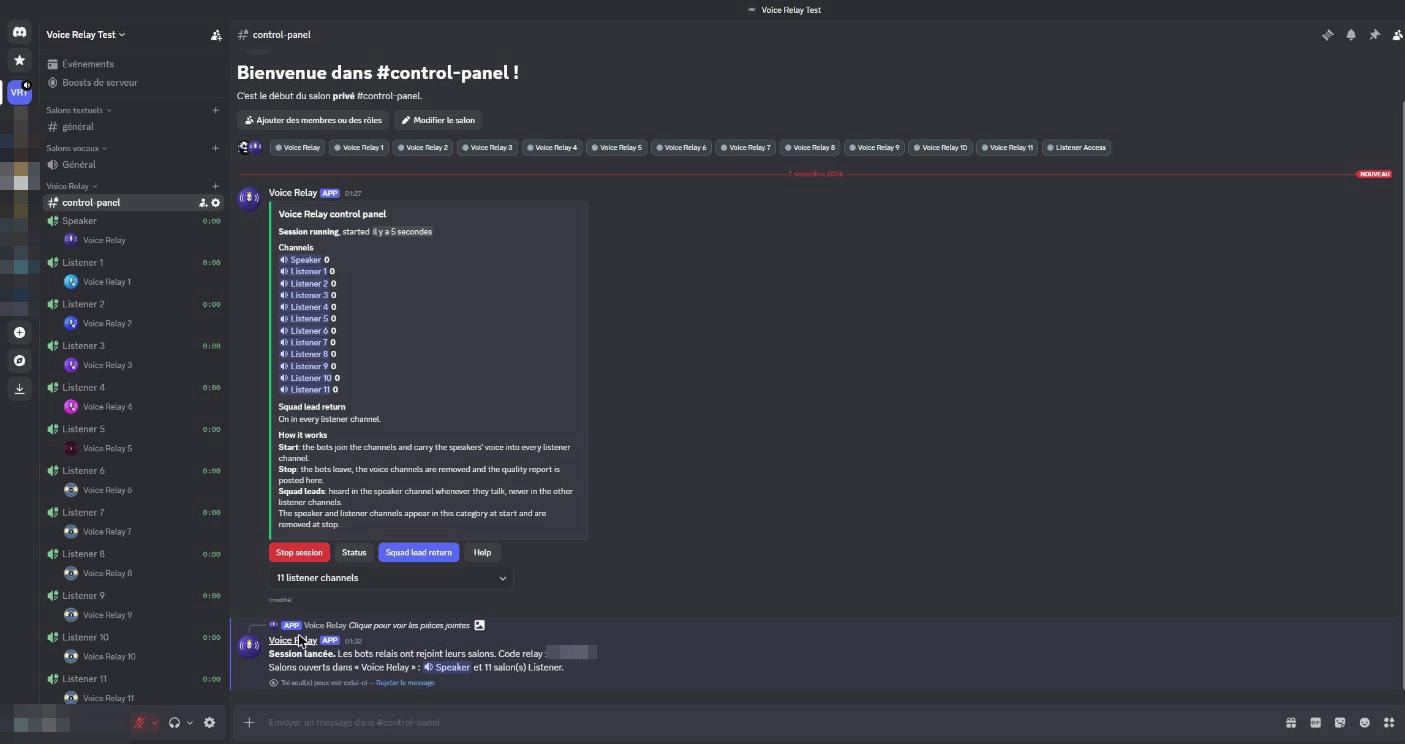 Voice Relay Test
Voice Relay Test
Événements
Boosts de serveur
Salons textuels
général
Salons vocaux
Général
Voice Relay
control-panel
Speaker 0:00
Voice Relay
Listener 1 0:00
Voice Relay 1
Listener 2 0:00
Voice Relay 2
Listener 3 0:00
Voice Relay 3
Listener 4 0:00
Voice Relay 4
Listener 5 0:00
Voice Relay 5
Listener 6 0:00
Voice Relay 6
Listener 7 0:00
Voice Relay 7
Listener 8 0:00
Voice Relay 8
Listener 9 0:00
Voice Relay 9
Listener 10 0:00
Voice Relay 10
Listener 11 0:00
Voice Relay 11
control-panel
Bienvenue dans #control-panel !
C'est le début du salon privé #control-panel.
Ajouter des membres ou des rôles Modifier le salon
Voice Relay Voice Relay 1 Voice Relay 2 Voice Relay 3 Voice Relay 4 Voice Relay 5 Voice Relay 6 Voice Relay 7 Voice Relay 8 Voice Relay 9 Voice Relay 10 Voice Relay 11 Listener Access
novembre NOUVEAU
Voice Relay APP 01:27
Voice Relay control panel
Session running, started il y a 5 secondes
Channels
Speaker 0
Listener 1 0
Listener 2 0
Listener 3 0
Listener 4 0
Listener 5 0
Listener 6 0
Listener 7 0
Listener 8 0
Listener 9 0
Listener 10 0
Listener 11 0
Squad lead return
On in every listener channel.
How it works
Start: the bots join the channels and carry the speakers' voice into every listener
channel.
Stop: the bots leave, the voice channels are removed and the quality report is
posted here.
Squad leads: heard in the speaker channel whenever they talk, never in the other
listener channels.
The speaker and listener channels appear in this category at start and are
removed at stop.
Stop session Status Squad lead return Help
11 listener channels
(modifié)
APP Voice Relay Clique pour voir les pièces jointes
Voice Relay APP 01:32
Session lancée. Les bots relais ont rejoint leurs salons. Code relay :
Salons ouverts dans « Voice Relay » : Speaker et 11 salon(s) Listener.
Toi seul(e) peux voir celui-ci — Rejeter le message
Envoyer un message dans #control-panel